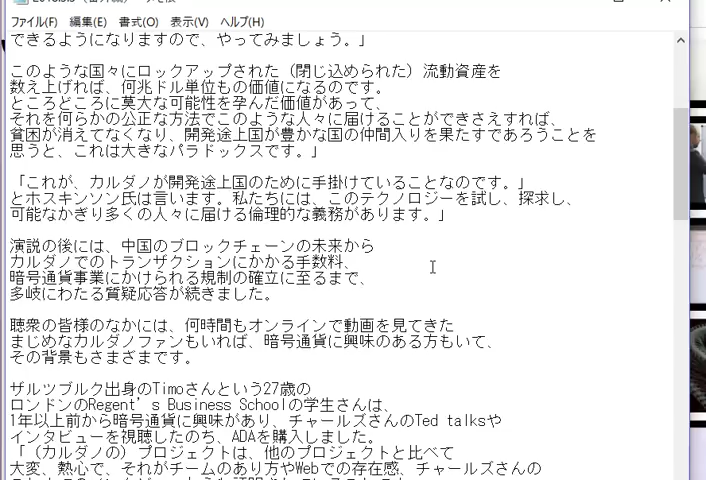 ファイル(F)　編集(E)　書式(O)　表示(V)　ヘルプ(H)
できるようになりますので、やってみましょう。」
このような国々にロックアップされた（閉じ込められた）流動資産を
数え上げれば、何兆ドル単位もの価値になるのです。
ところどころに莫大な可能性を孕んだ価値があって、
それを何らかの公正な方法でこのような人々に届けることができさえすれば、
貧困が消えてなくなり、開発途上国が豊かな国の仲間入りを果たすであろうことを
思うと、これは大きなパラドックスです。」
「これが、カルダノが開発途上国のために手掛けていることなのです。」
とホスキンソン氏は言います。私たちには、このテクノロジーを試し、探求し、
可能なかぎり多くの人々に届ける倫理的な義務があります。」
演説の後には、中国のブロックチェーンの未来から
カルダノでのトランザクションにかかる手数料、
暗号通貨事業にかけられる規制の確立に至るまで、
多岐にわたる質疑応答が続きました。
聴衆の皆様のなかには、何時間もオンラインで動画を見てきた
まじめなカルダノファンもいれば、暗号通貨に興味のある方もいて、
その背景もさまざまです。
ザルツブルク出身のTimoさんという27歳の
ロンドンのRegent's Business Schoolの学生さんは、
1年以上前から暗号通貨に興味があり、チャールズさんのTed talksや
インタビューを視聴したのち、ADAを購入しました。
「（カルダノの）プロジェクトは、他のプロジェクトと比べて
大変、熱心で、それがチームのあり方やWebでの存在感、チャールズさんの